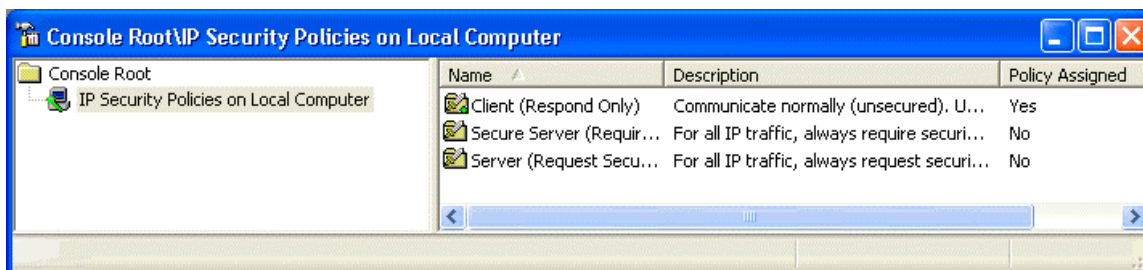 Console Root\IP Security Policies on Local Computer
Console Root
IP Security Policies on Local Computer
Name Description Policy Assigned
Client (Respond Only) Communicate normally (unsecured). U... Yes
Secure Server (Requir... For all IP traffic, always require securi... No
Server (Request Secu... For all IP traffic, always request securi... No